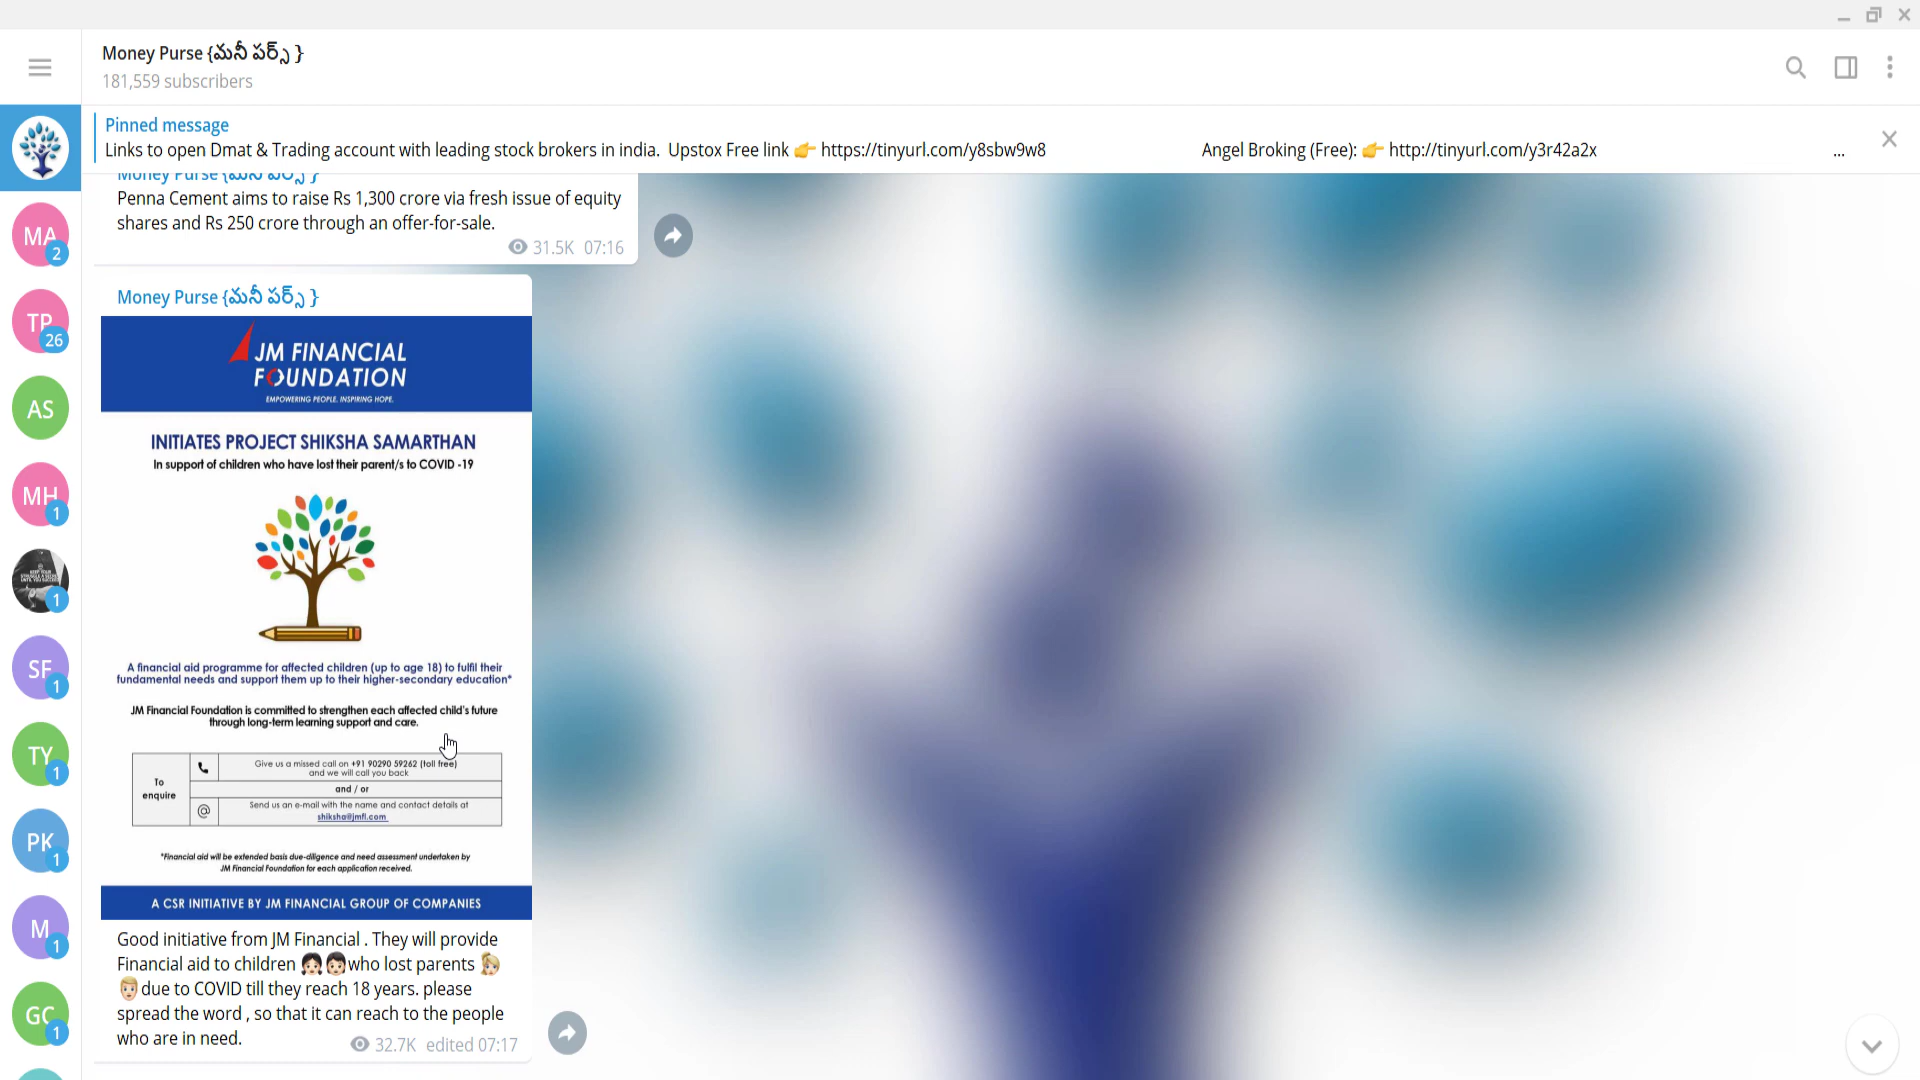 Money Purse {మనీ పర్స్ }
181,559 subscribers
Pinned message
Links to open Dmat & Trading account with leading stock brokers in india. Upstox Free link 👉 https://tinyurl.com/y8sbw9w8 Angel Broking (Free): 👉 http://tinyurl.com/y3r42a2x ...
Money Purse {మనీ పర్స్ }
Penna Cement aims to raise Rs 1,300 crore via fresh issue of equity
shares and Rs 250 crore through an offer-for-sale.
31.5K 07:16
Money Purse {మనీ పర్స్ }
JM FINANCIAL
FOUNDATION
EMPOWERING PEOPLE. INSPIRING HOPE.
INITIATES PROJECT SHIKSHA SAMARTHAN
In support of children who have lost their parent/s to COVID -19
A financial aid programme for affected children (up to age 18) to fulfil their
fundamental needs and support them up to their higher-secondary education*
JM Financial Foundation is committed to strengthen each affected child's future
through long-term learning support and care.
To
enquire
Give us a missed call on +91 90290 59262 (toll free)
and we will call you back
and / or
@
Send us an e-mail with the name and contact details at
shiksha@jmfl.com
*Financial aid will be extended basis due-diligence and need assessment undertaken by
JM Financial Foundation for each application received.
A CSR INITIATIVE BY JM FINANCIAL GROUP OF COMPANIES
Good initiative from JM Financial . They will provide
Financial aid to children 👧🏻👦🏻who lost parents 👱🏻‍♀️
👨🏼due to COVID till they reach 18 years. please
spread the word , so that it can reach to the people
who are in need.
32.7K edited 07:17
MA
2
TP
26
AS
MH
1
1
SF
1
TY
1
PK
1
M
1
GC
1